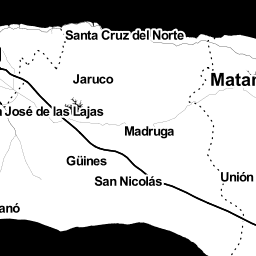 Santa Cruz del Norte
Jaruco
Matan
José de las Lajas
Madruga
Güines
San Nicolás
Unión
anó